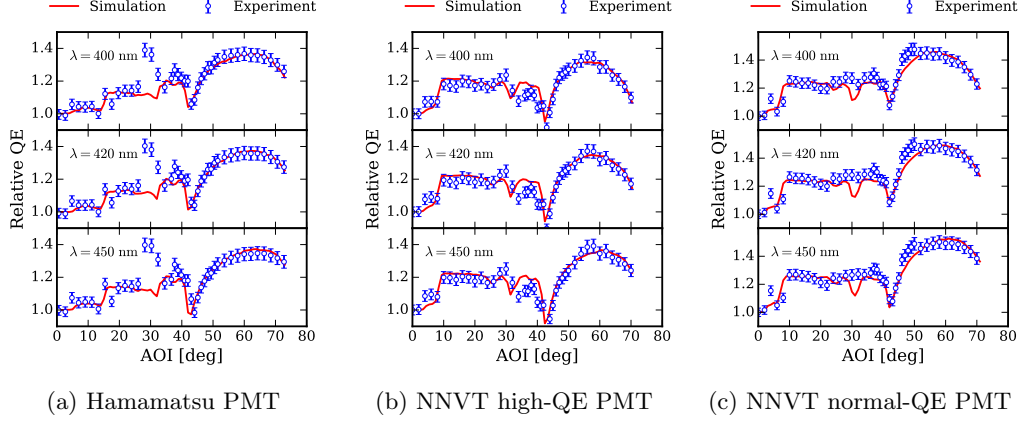 Simulation Experiment
Simulation Experiment
Simulation Experiment
Relative QE
1.4
1.2
1.0
λ = 400 nm
1.4
1.2
1.0
λ = 420 nm
1.4
1.2
1.0
λ = 450 nm
0 10 20 30 40 50 60 70 80
AOI [deg]
Relative QE
1.4
1.2
1.0
λ = 400 nm
1.4
1.2
1.0
λ = 420 nm
1.4
1.2
1.0
λ = 450 nm
0 10 20 30 40 50 60 70 80
AOI [deg]
Relative QE
1.4
1.2
1.0
λ = 400 nm
1.4
1.2
1.0
λ = 420 nm
1.4
1.2
1.0
λ = 450 nm
0 10 20 30 40 50 60 70 80
AOI [deg]
(a) Hamamatsu PMT
(b) NNVT high-QE PMT
(c) NNVT normal-QE PMT